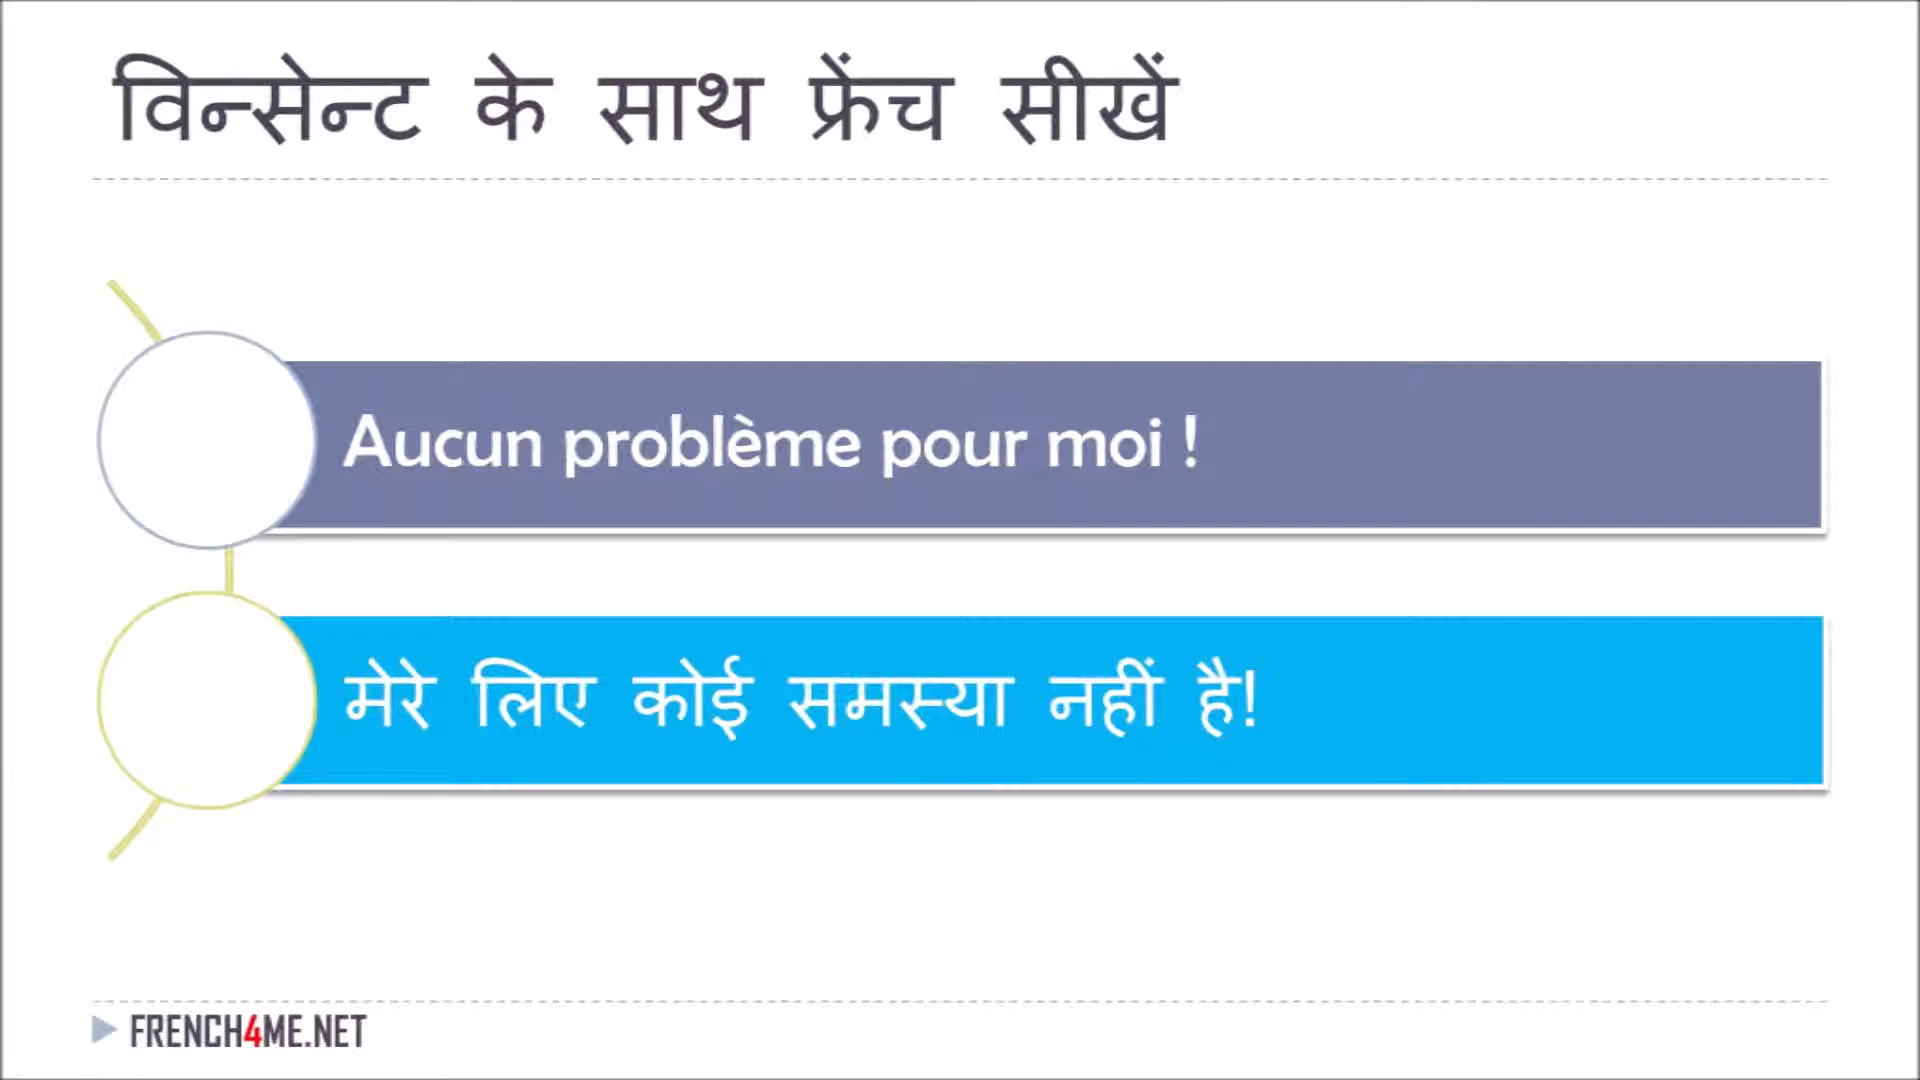 विन्सेन्ट के साथ फ्रेंच सीखें
Aucun problème pour moi !
मेरे लिए कोई समस्या नहीं है!
FRENCH4ME.NET